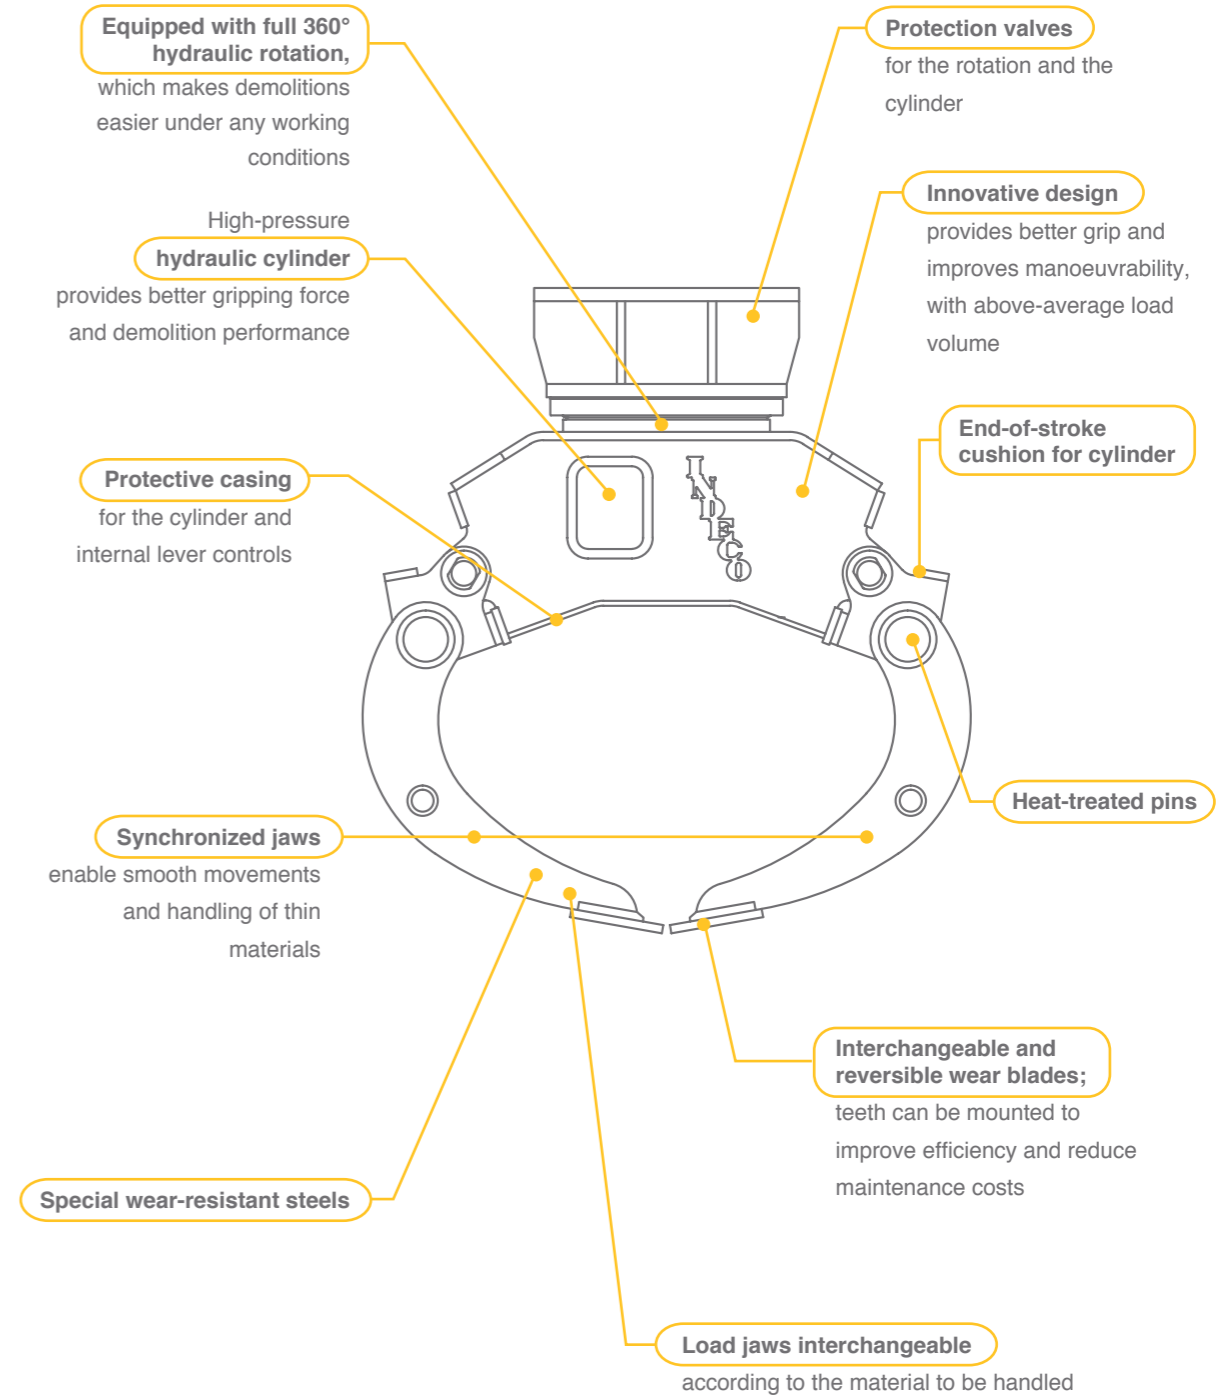 Equipped with full 360°
hydraulic rotation,
which makes demolitions
easier under any working
conditions
High-pressure
hydraulic cylinder
provides better gripping force
and demolition performance
Protective casing
for the cylinder and
internal lever controls
Synchronized jaws
enable smooth movements
and handling of thin
materials
Special wear-resistant steels
INDECO
Protection valves
for the rotation and the
cylinder
Innovative design
provides better grip and
improves manoeuvrability,
with above-average load
volume
End-of-stroke
cushion for cylinder
Heat-treated pins
Interchangeable and
reversible wear blades;
teeth can be mounted to
improve efficiency and reduce
maintenance costs
Load jaws interchangeable
according to the material to be handled